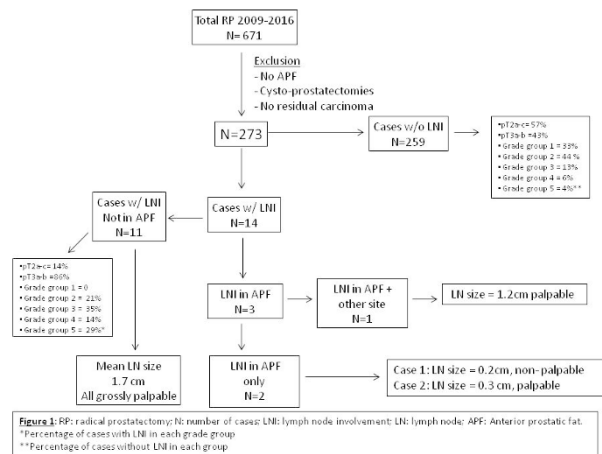 Total RP 2009-2016
N= 671
Exclusion
- No APF
- Cysto-prostatectomies
- No residual carcinoma
N=273
Cases w/o LNI
N=259
•pT2a-c= 57%
•pT3a-b =43%
•Grade group 1 = 33%
•Grade group 2 = 44 %
•Grade group 3 = 13%
•Grade group 4 = 6%
•Grade group 5 = 4%**
Cases w/ LNI
Not in APF
N=11
Cases w/ LNI
N=14
•pT2a-c= 14%
•pT3a-b =86%
•Grade group 1 = 0
•Grade group 2 = 21%
•Grade group 3 = 35%
•Grade group 4 = 14%
•Grade group 5 = 29%*
LNI in APF
N=3
LNI in APF +
other site
N=1
LN size = 1.2cm palpable
Mean LN size
1.7 cm
All grossly palpable
LNI in APF
only
N=2
Case 1: LN size = 0.2cm, non-palpable
Case 2: LN size = 0.3 cm, palpable
Figure 1: RP: radical prostatectomy; N: number of cases; LNI: lymph node involvement; LN: lymph node; APF: Anterior prostatic fat.
*Percentage of cases with LNI in each grade group
**Percentage of cases without LNI in each group